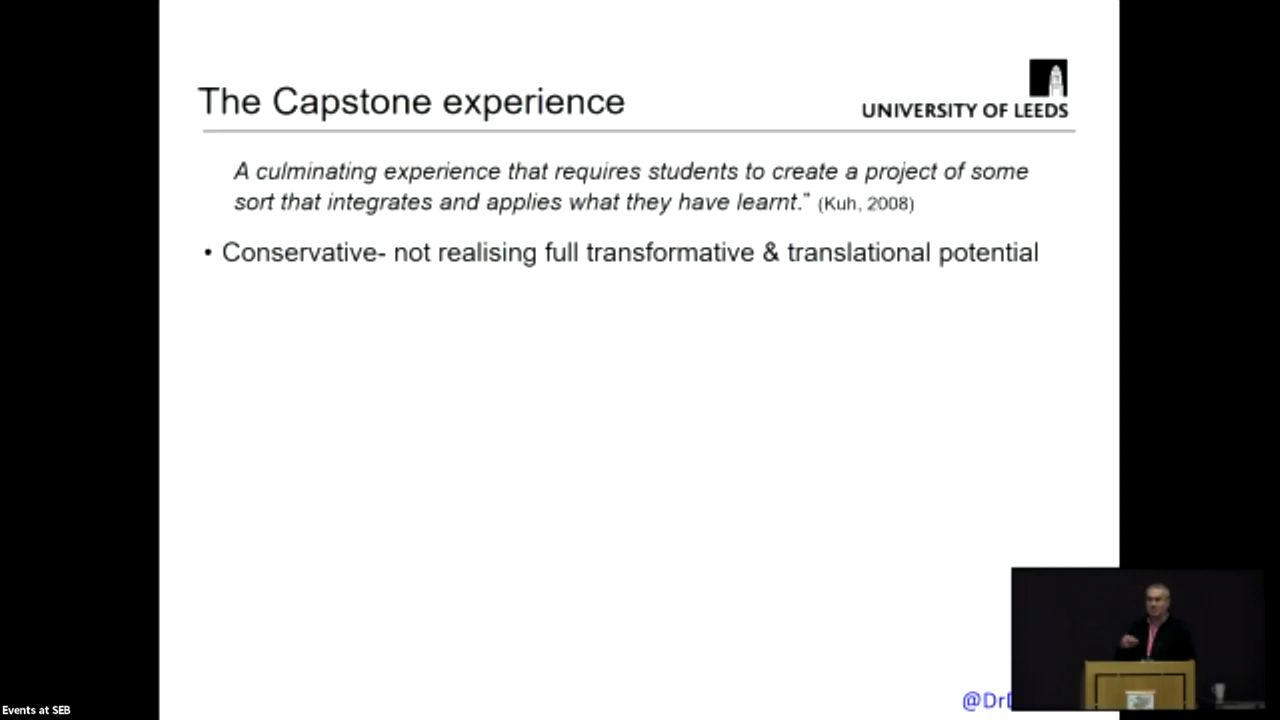 The Capstone experience
UNIVERSITY OF LEEDS
A culminating experience that requires students to create a project of some
sort that integrates and applies what they have learnt.” (Kuh, 2008)
• Conservative- not realising full transformative & translational potential
@Dr
Events at SEB